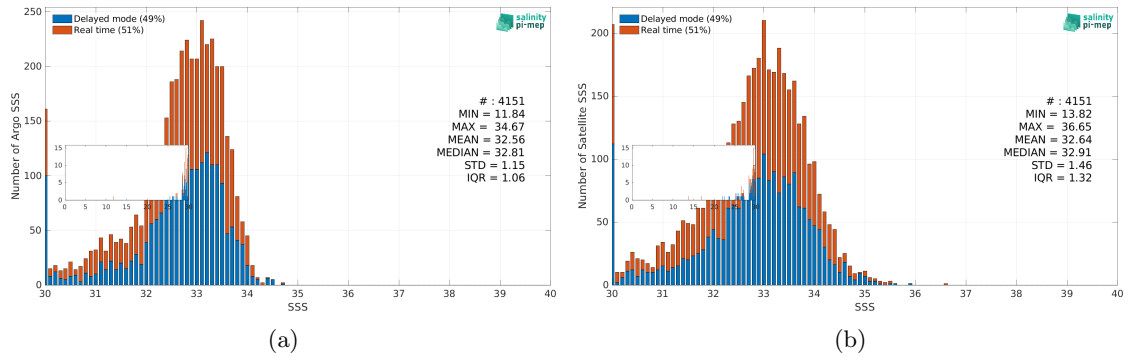 Delayed mode (49%)
Real time (51%)
salinity
pi-mep
250
200
150
100
50
0
Number of Argo SSS
# : 4151
MIN = 11.84
MAX = 34.67
MEAN = 32.56
MEDIAN = 32.81
STD = 1.15
IQR = 1.06
15
10
5
0
0 5 10 15 20 25 30
30 31 32 33 34 35 36 37 38 39 40
SSS
(a)
Delayed mode (49%)
Real time (51%)
salinity
pi-mep
200
150
100
50
0
Number of Satellite SSS
# : 4151
MIN = 13.82
MAX = 36.65
MEAN = 32.64
MEDIAN = 32.91
STD = 1.46
IQR = 1.32
15
10
5
0
0 5 10 15 20 25 30
30 31 32 33 34 35 36 37 38 39 40
SSS
(b)